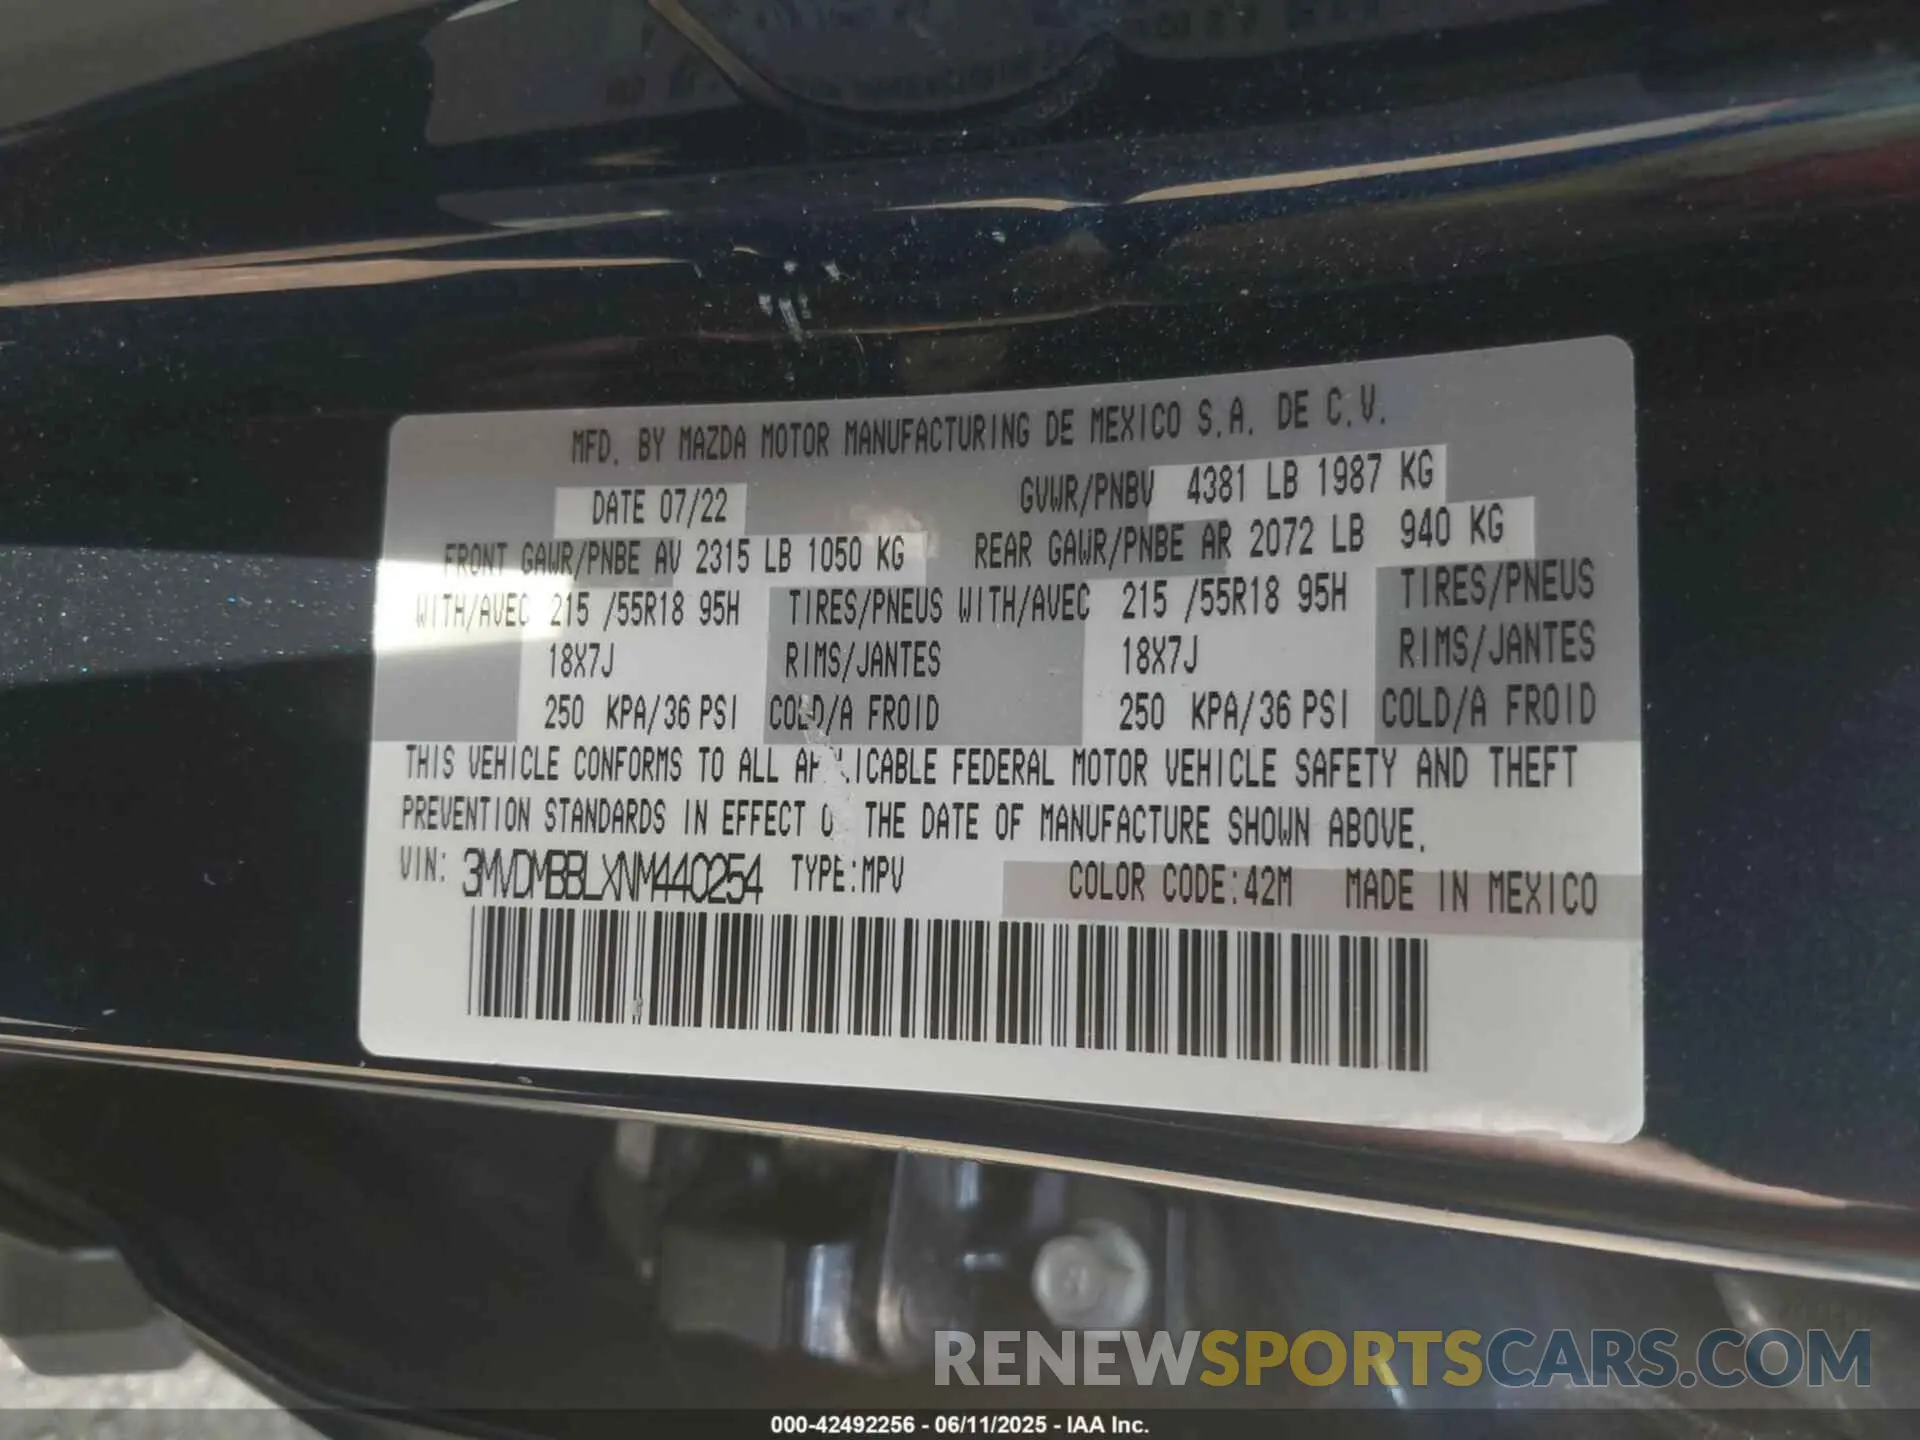 MFD. BY MAZDA MOTOR MANUFACTURING DE MEXICO S.A. DE C.V.
DATE 07/22 GVWR/PNBV 4381 LB 1987 KG
FRONT GAWR/PNBE AV 2315 LB 1050 KG REAR GAWR/PNBE AR 2072 LB 940 KG
WITH/AVEC 215 /55R18 95H TIRES/PNEUS WITH/AVEC 215 /55R18 95H TIRES/PNEUS
18X7J RIMS/JANTES 18X7J RIMS/JANTES
250 KPA/36 PSI COLD/A FROID 250 KPA/36 PSI COLD/A FROID
THIS VEHICLE CONFORMS TO ALL APPLICABLE FEDERAL MOTOR VEHICLE SAFETY AND THEFT
PREVENTION STANDARDS IN EFFECT THE DATE OF MANUFACTURE SHOWN ABOVE.
VIN: 3MVDMBBLXNM440254 TYPE:MPV COLOR CODE:42M MADE IN MEXICO
RENEWSPORTSCARS.COM
000-42492256 - 06/11/2025 - IAA Inc.